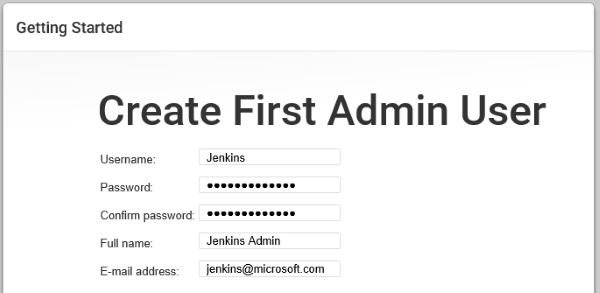 Getting Started
Create First Admin User
Username: Jenkins
Password: •••••••••••••
Confirm password: •••••••••••••
Full name: Jenkins Admin
E-mail address: jenkins@microsoft.com